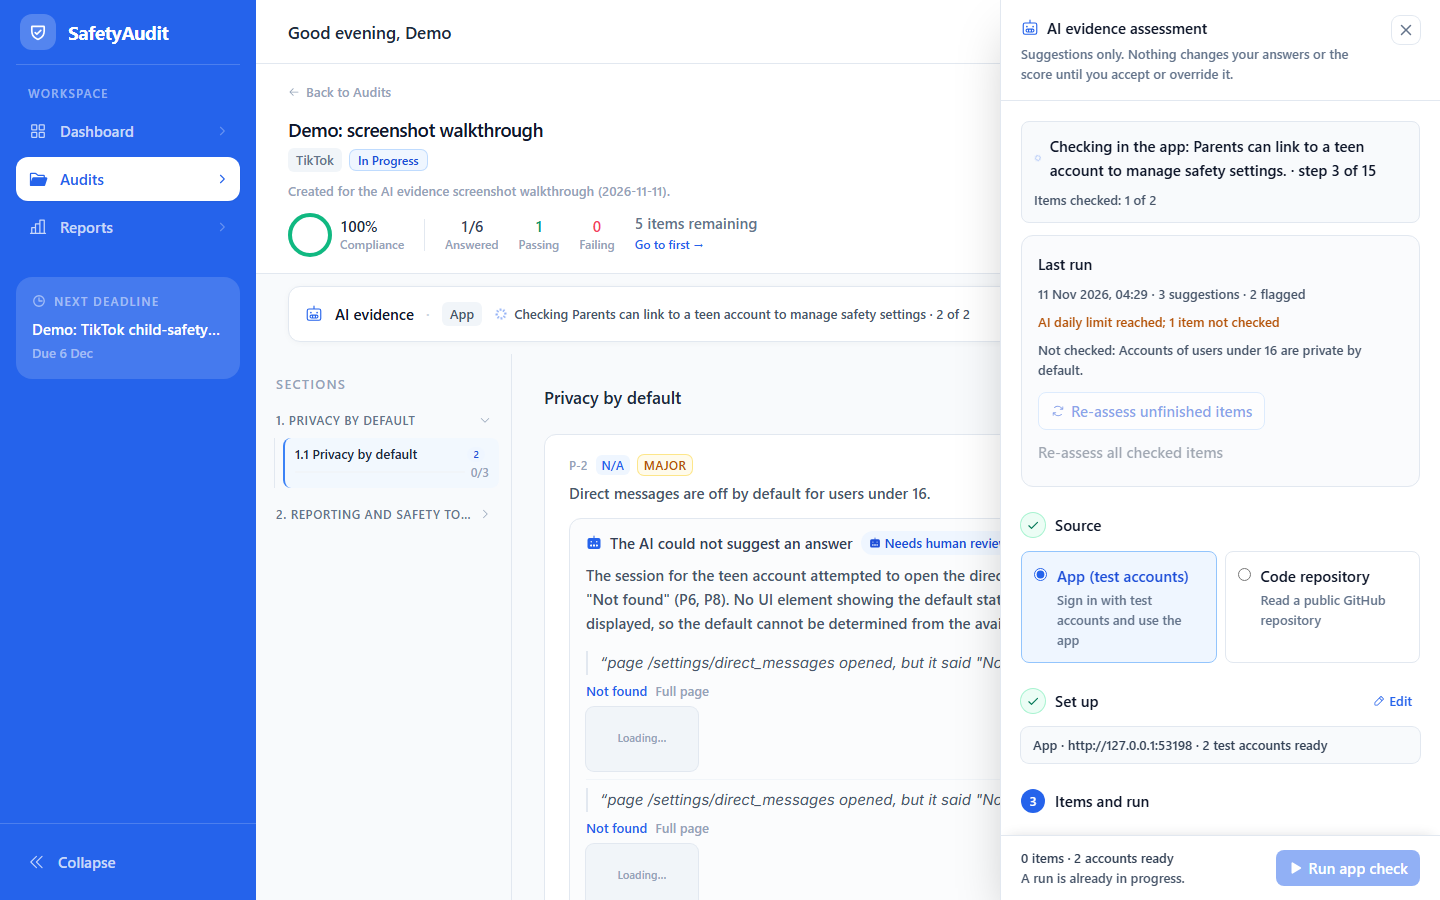 SafetyAudit
WORKSPACE
Dashboard
Audits
Reports
NEXT DEADLINE
Demo: TikTok child-safety...
Due 6 Dec
Collapse
Good evening, Demo
← Back to Audits
Demo: screenshot walkthrough
TikTok
In Progress
Created for the AI evidence screenshot walkthrough (2026-11-11).
100%
Compliance
1/6
Answered
1
Passing
0
Failing
5 items remaining
Go to first →
AI evidence · App Checking Parents can link to a teen account to manage safety settings · 2 of 2
SECTIONS
1. PRIVACY BY DEFAULT
1.1 Privacy by default 2
0/3
2. REPORTING AND SAFETY TO...
Privacy by default
P-2 N/A MAJOR
Direct messages are off by default for users under 16.
The AI could not suggest an answer Needs human revie
The session for the teen account attempted to open the direc
"Not found" (P6, P8). No UI element showing the default stat
displayed, so the default cannot be determined from the avai
“page /settings/direct_messages opened, but it said "No
Not found Full page
Loading...
“page /settings/direct_messages opened, but it said "No
Not found Full page
Loading...
AI evidence assessment
Suggestions only. Nothing changes your answers or the
score until you accept or override it.
Checking in the app: Parents can link to a teen
account to manage safety settings. · step 3 of 15
Items checked: 1 of 2
Last run
11 Nov 2026, 04:29 · 3 suggestions · 2 flagged
AI daily limit reached; 1 item not checked
Not checked: Accounts of users under 16 are private by
default.
Re-assess unfinished items
Re-assess all checked items
Source
App (test accounts)
Sign in with test
accounts and use the
app
Code repository
Read a public GitHub
repository
Set up
Edit
App · http://127.0.0.1:53198 · 2 test accounts ready
3 Items and run
0 items · 2 accounts ready
A run is already in progress.
Run app check